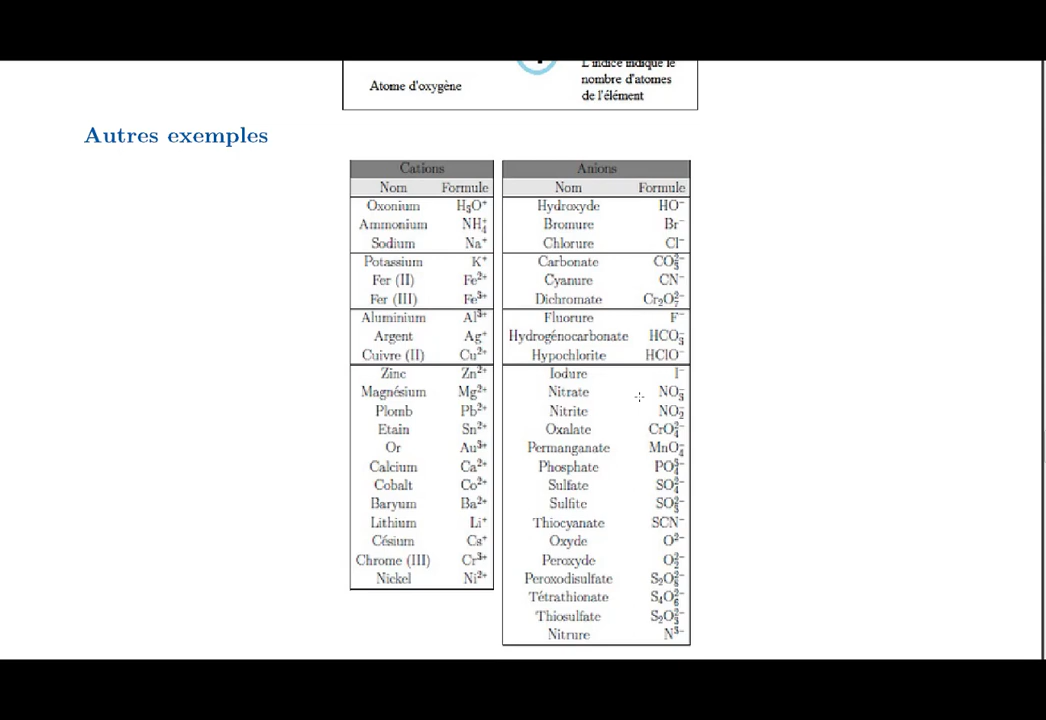 L'indice indique le
nombre d'atomes
de l'élément
Atome d'oxygène
Autres exemples
Cations
Nom Formule
Oxonium H₃O⁺
Ammonium NH₄⁺
Sodium Na⁺
Potassium K⁺
Fer (II) Fe²⁺
Fer (III) Fe³⁺
Aluminium Al³⁺
Argent Ag⁺
Cuivre (II) Cu²⁺
Zinc Zn²⁺
Magnésium Mg²⁺
Plomb Pb²⁺
Etain Sn²⁺
Or Au³⁺
Calcium Ca²⁺
Cobalt Co²⁺
Baryum Ba²⁺
Lithium Li⁺
Césium Cs⁺
Chrome (III) Cr³⁺
Nickel Ni²⁺
Anions
Nom Formule
Hydroxyde HO⁻
Bromure Br⁻
Chlorure Cl⁻
Carbonate CO₃²⁻
Cyanure CN⁻
Dichromate Cr₂O₇²⁻
Fluorure F⁻
Hydrogénocarbonate HCO₃⁻
Hypochlorite HClO⁻
Iodure I⁻
Nitrate NO₃⁻
Nitrite NO₂⁻
Oxalate CrO₄²⁻
Permanganate MnO₄⁻
Phosphate PO₄³⁻
Sulfate SO₄²⁻
Sulfite SO₃²⁻
Thiocyanate SCN⁻
Oxyde O²⁻
Peroxyde O₂²⁻
Peroxodisulfate S₂O₈²⁻
Tétrathionate S₄O₆²⁻
Thiosulfate S₂O₃²⁻
Nitrure N³⁻